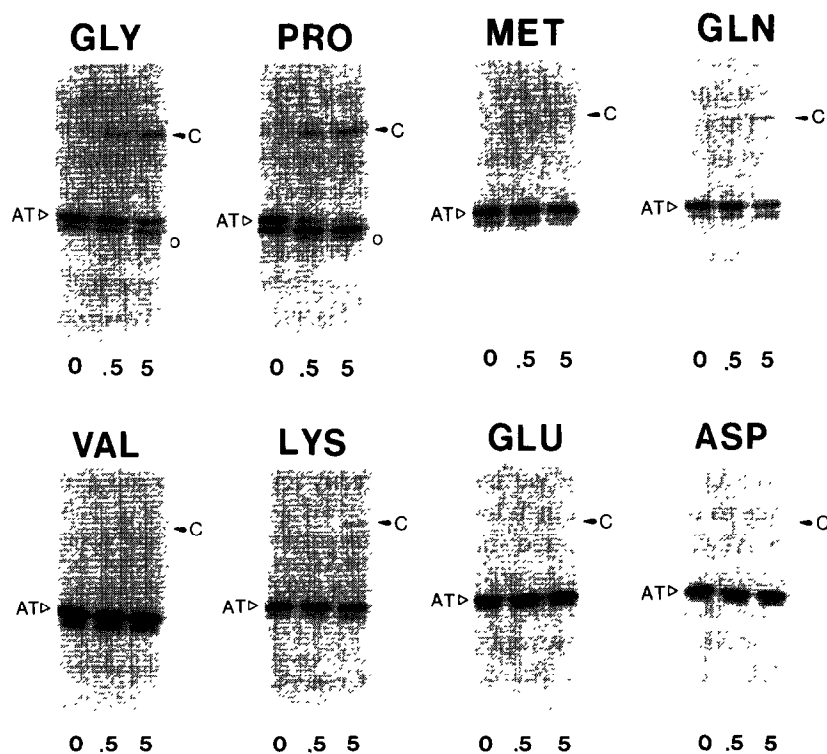 GLY PRO MET GLN
◄C ◄C ◄C ◄C
AT▷ AT▷ AT▷ AT▷
o o
0 .5 5 0 .5 5 0 .5 5 0 .5 5
VAL LYS GLU ASP
◄C ◄C ◄C ◄C
AT▷ AT▷ AT▷ AT▷
0 .5 5 0 .5 5 0 .5 5 0 .5 5